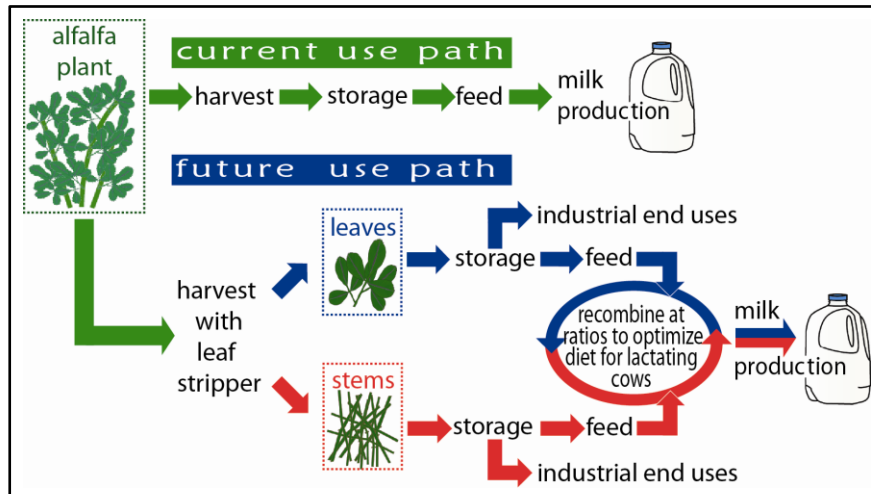 alfalfa
plant
current use path
harvest
storage
feed
milk
production
future use path
leaves
industrial end uses
storage
feed
harvest
with
leaf
stripper
recombine at
ratios to optimize
diet for lactating
cows
milk
production
stems
storage
feed
industrial end uses